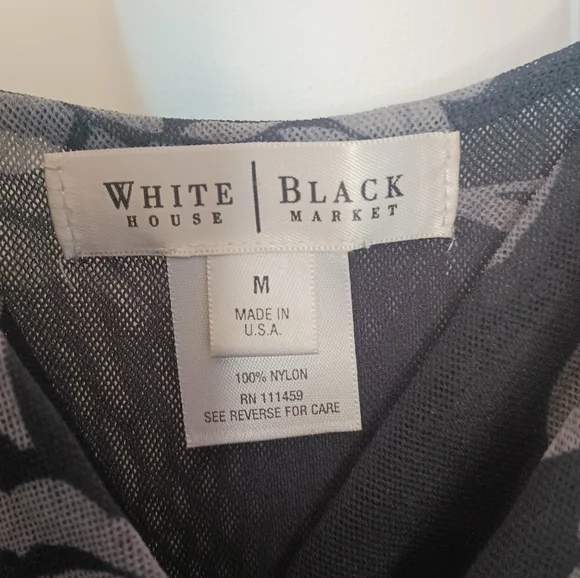 WHITE | BLACK
HOUSE MARKET
M
MADE IN
U.S.A.
100% NYLON
RN 111459
SEE REVERSE FOR CARE